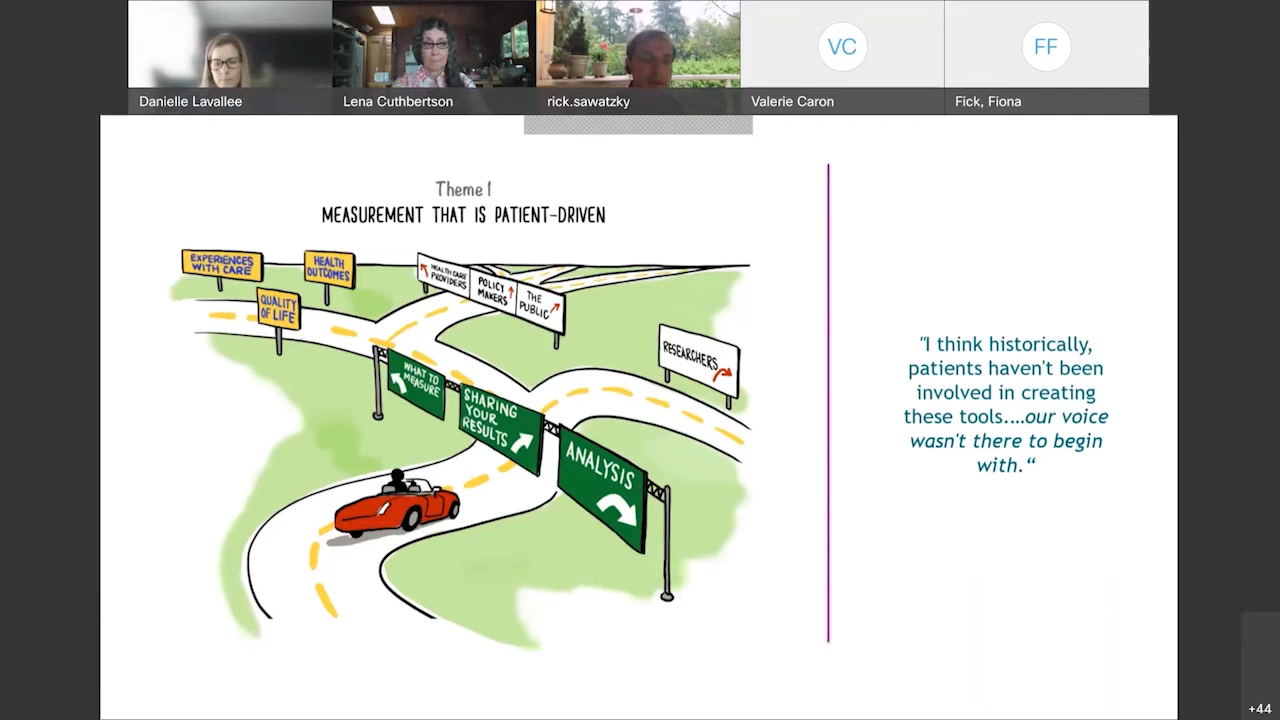 Danielle Lavallee
Lena Cuthbertson
rick.sawatzky
VC
Valerie Caron
FF
Fick, Fiona
Theme 1
MEASUREMENT THAT IS PATIENT-DRIVEN
EXPERIENCES
WITH CARE
HEALTH
OUTCOMES
QUALITY
OF LIFE
HEALTH CARE
PROVIDERS
POLICY
MAKERS
THE
PUBLIC
RESEARCHERS
WHAT TO
MEASURE
SHARING
YOUR
RESULTS
ANALYSIS
"I think historically,
patients haven't been
involved in creating
these tools....our voice
wasn't there to begin
with.“
+44